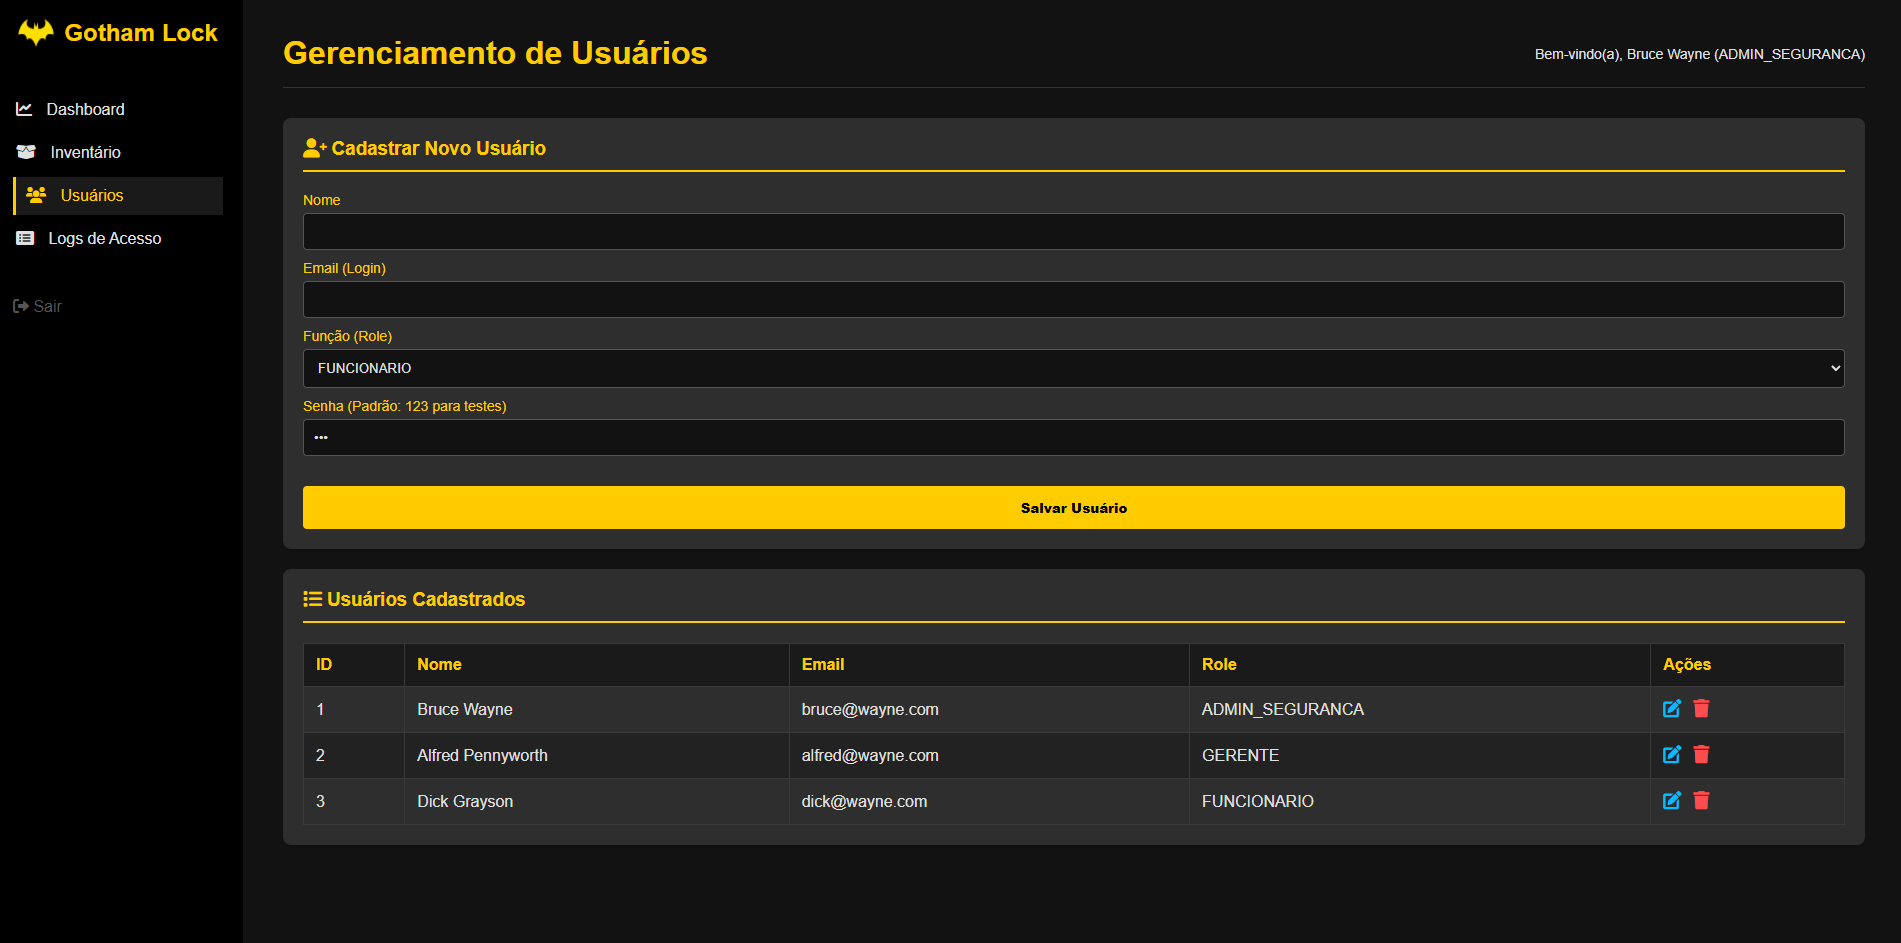 Gotham Lock
Dashboard
Inventário
Usuários
Logs de Acesso
Sair
Gerenciamento de Usuários
Bem-vindo(a), Bruce Wayne (ADMIN_SEGURANCA)
Cadastrar Novo Usuário
Nome
Email (Login)
Função (Role)
FUNCIONARIO
Senha (Padrão: 123 para testes)
•••
Salvar Usuário
Usuários Cadastrados
ID Nome Email Role Ações
1 Bruce Wayne bruce@wayne.com ADMIN_SEGURANCA
2 Alfred Pennyworth alfred@wayne.com GERENTE
3 Dick Grayson dick@wayne.com FUNCIONARIO